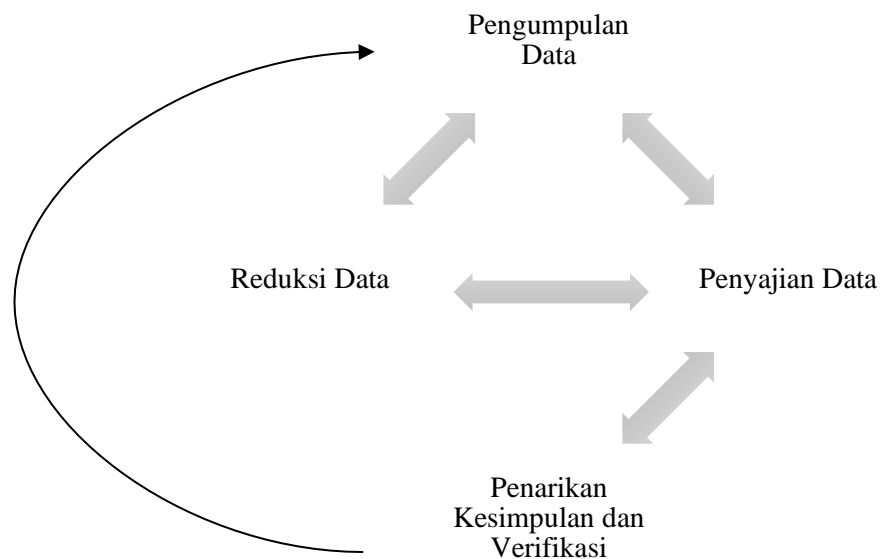 Pengumpulan
Data
Reduksi Data
Penyajian Data
Penarikan
Kesimpulan dan
Verifikasi